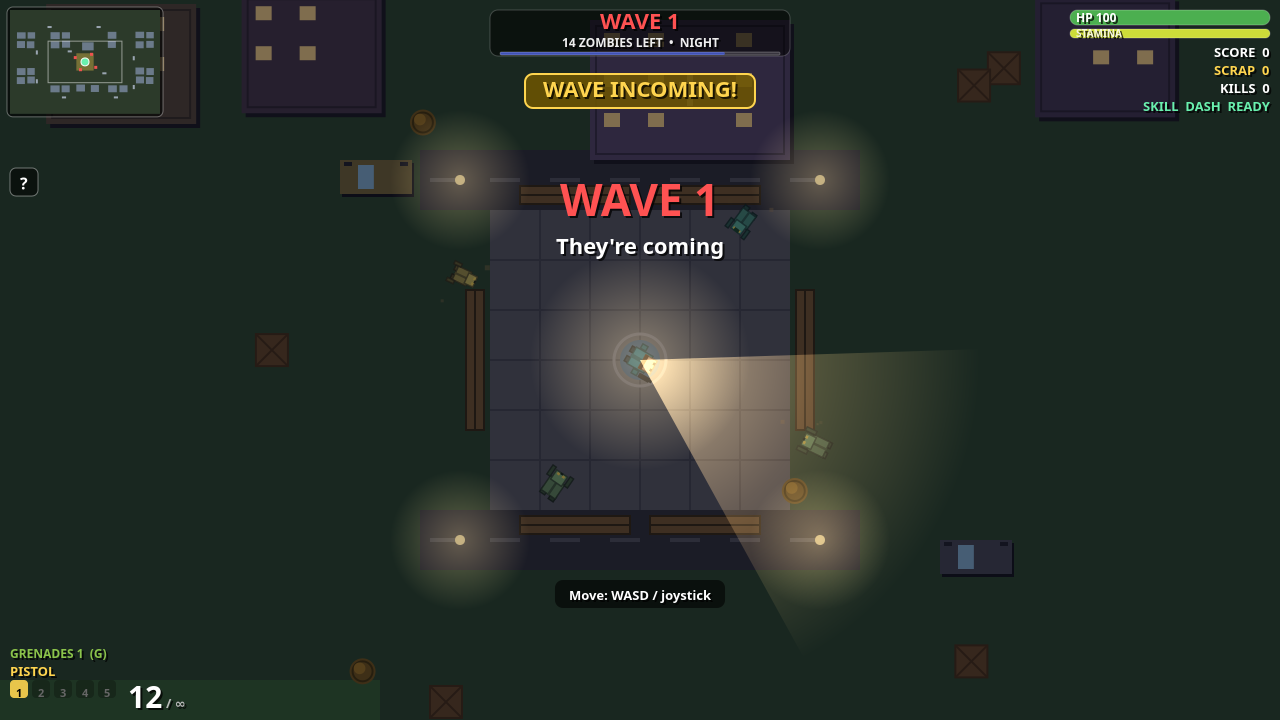 WAVE 1
14 ZOMBIES LEFT • NIGHT
WAVE INCOMING!
HP 100
STAMINA
SCORE 0
SCRAP 0
KILLS 0
SKILL DASH READY
?
WAVE 1
They're coming
Move: WASD / joystick
GRENADES 1 (G)
PISTOL
1 2 3 4 5
12 / ∞